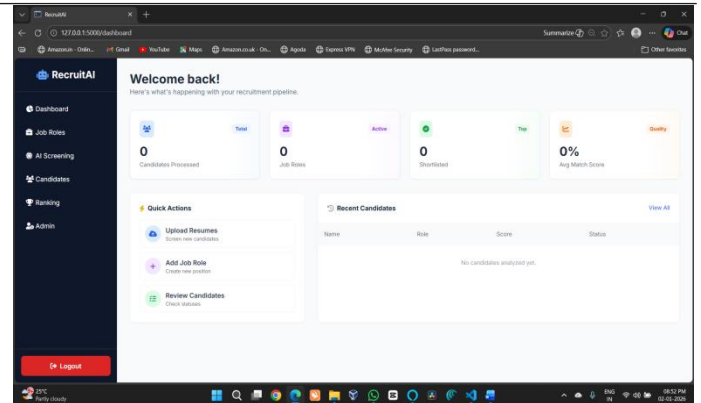 RecruitAI
127.0.0.1:5000/dashboard
Summarize
Chat
Amazon.in - Onlin...
Gmail
YouTube
Maps
Amazon.co.uk - On...
Agoda
Express VPN
McAfee Security
LastPass password...
Other favorites
RecruitAI
Dashboard
Job Roles
AI Screening
Candidates
Ranking
Admin
Logout
Welcome back!
Here's what's happening with your recruitment pipeline.
Total
0
Candidates Processed
Active
0
Job Roles
Top
0
Shortlisted
Quality
0%
Avg Match Score
Quick Actions
Upload Resumes
Screen new candidates
Add Job Role
Create new position
Review Candidates
Check statuses
Recent Candidates
View All
Name Role Score Status
No candidates analyzed yet.
25°C
Partly cloudy
ENG
IN
08:52 PM
02-01-2026